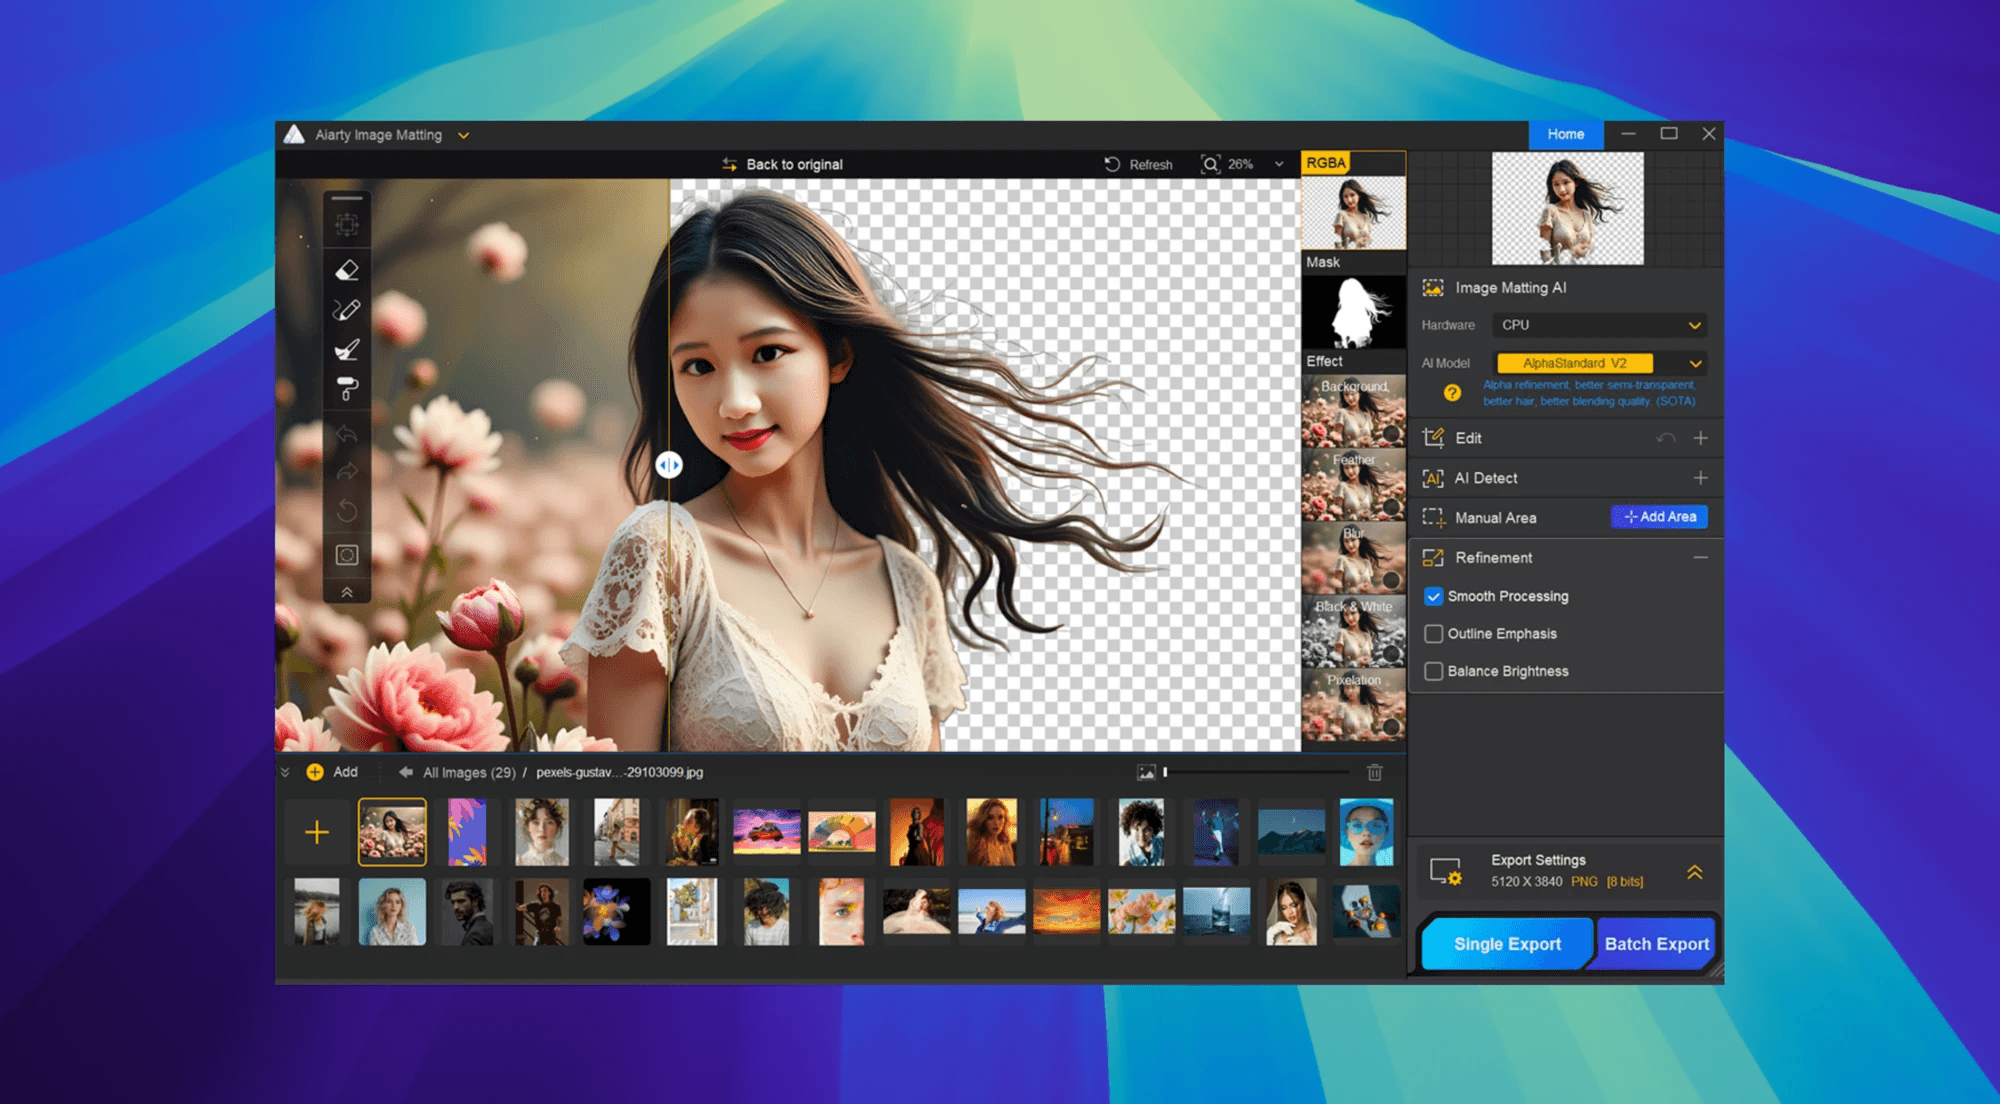 Aiarty Image Matting
Home
Back to original
Refresh
26%
RGBA
Mask
Effect
Background
Feather
Blur
Black & White
Pixelation
Image Matting AI
Hardware
CPU
AI Model
AlphaStandard V2
Alpha refinement, better semi-transparent,
better hair, better blending quality. (SOTA)
Edit
AI Detect
Manual Area
Add Area
Refinement
Smooth Processing
Outline Emphasis
Balance Brightness
Add
All Images (29) / pexels-gustav...-29103099.jpg
Export Settings
5120 X 3840 PNG [8 bits]
Single Export
Batch Export